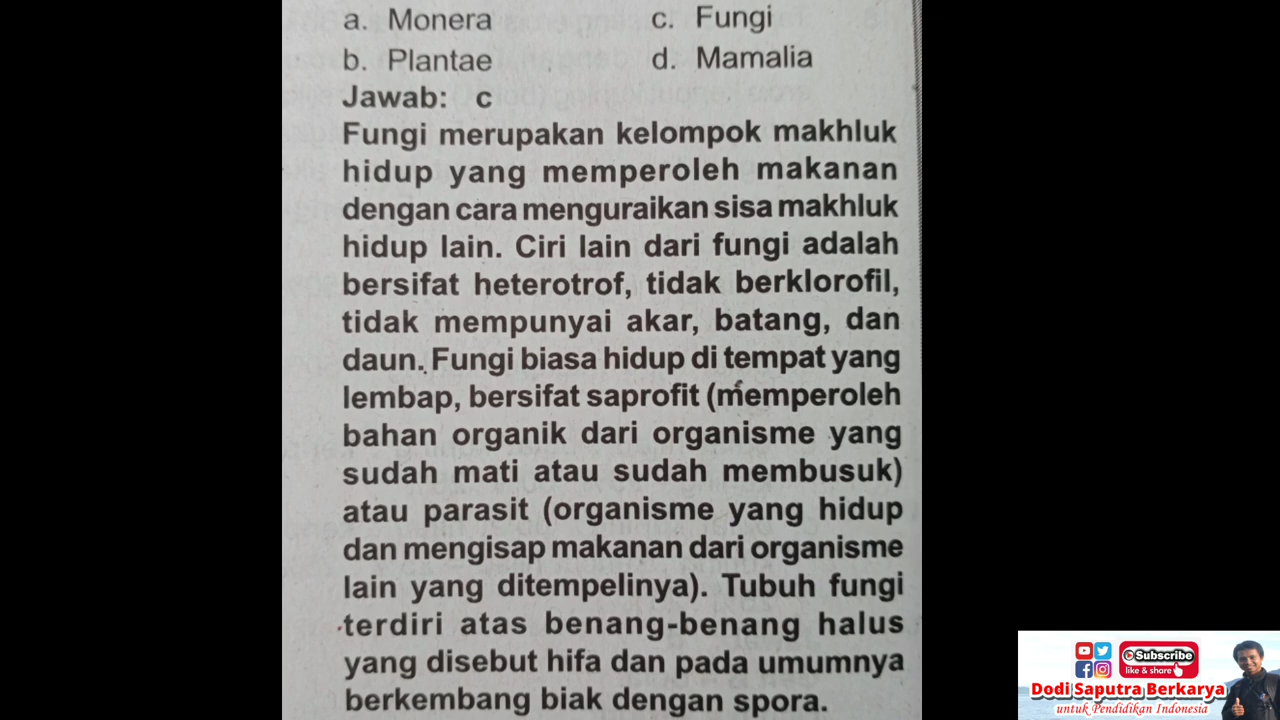 a. Monera c. Fungi
b. Plantae d. Mamalia
Jawab: c
Fungi merupakan kelompok makhluk
hidup yang memperoleh makanan
dengan cara menguraikan sisa makhluk
hidup lain. Ciri lain dari fungi adalah
bersifat heterotrof, tidak berklorofil,
tidak mempunyai akar, batang, dan
daun. Fungi biasa hidup di tempat yang
lembap, bersifat saprofit (memperoleh
bahan organik dari organisme yang
sudah mati atau sudah membusuk)
atau parasit (organisme yang hidup
dan mengisap makanan dari organisme
lain yang ditempelinya). Tubuh fungi
terdiri atas benang-benang halus
yang disebut hifa dan pada umumnya
berkembang biak dengan spora.
Subscribe
like & share
Dodi Saputra Berkarya
untuk Pendidikan Indonesia